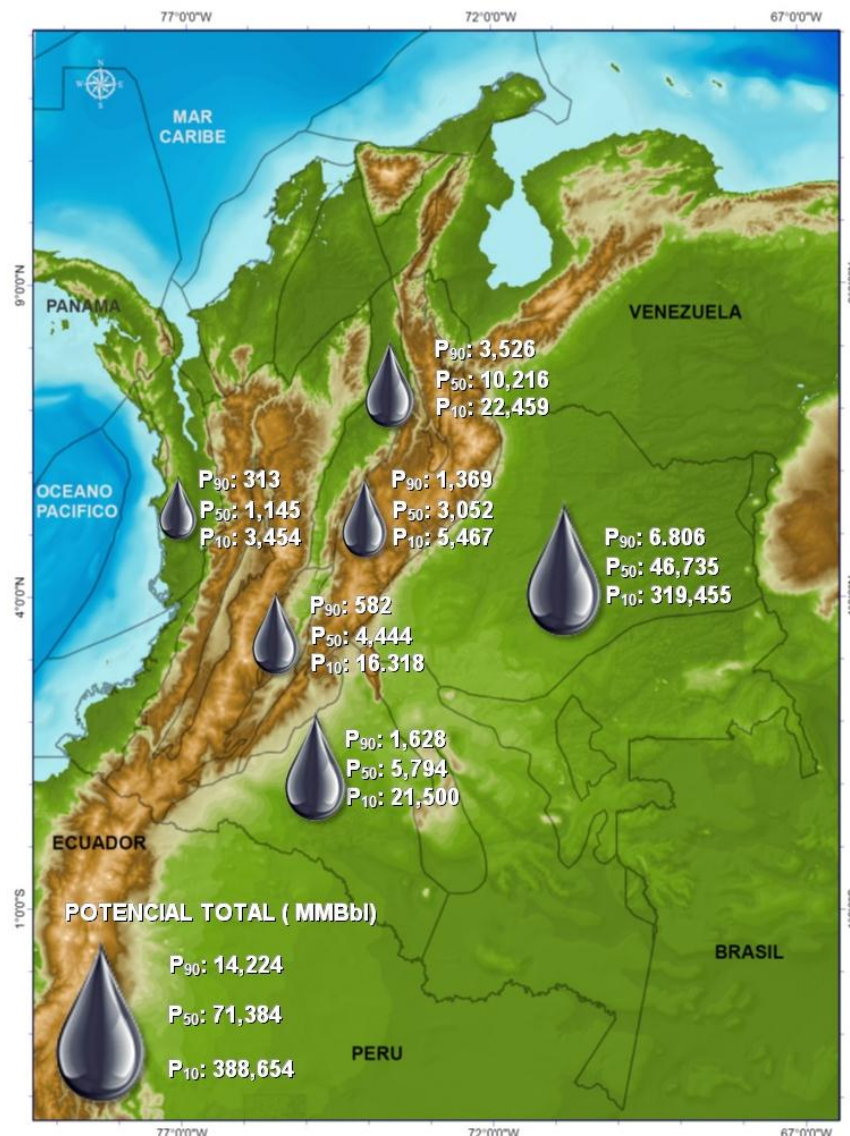 77°0'0"W
72°0'0"W
67°0'0"W
MAR
CARIBE
9°0'0"N
PANAMA
VENEZUELA
P90: 3,526
P50: 10,216
P10: 22,459
OCEANO
PACIFICO
P90: 313
P50: 1,145
P10: 3,454
P90: 1,369
P50: 3,052
P10: 5,467
P90: 6.806
P50: 46,735
P10: 319,455
4°0'0"N
P90: 582
P50: 4,444
P10: 16.318
P90: 1,628
P50: 5,794
P10: 21,500
ECUADOR
1°0'0"S
POTENCIAL TOTAL ( MMBbl)
P90: 14,224
P50: 71,384
P10: 388,654
BRASIL
PERU
77°0'0"W
72°0'0"W
67°0'0"W